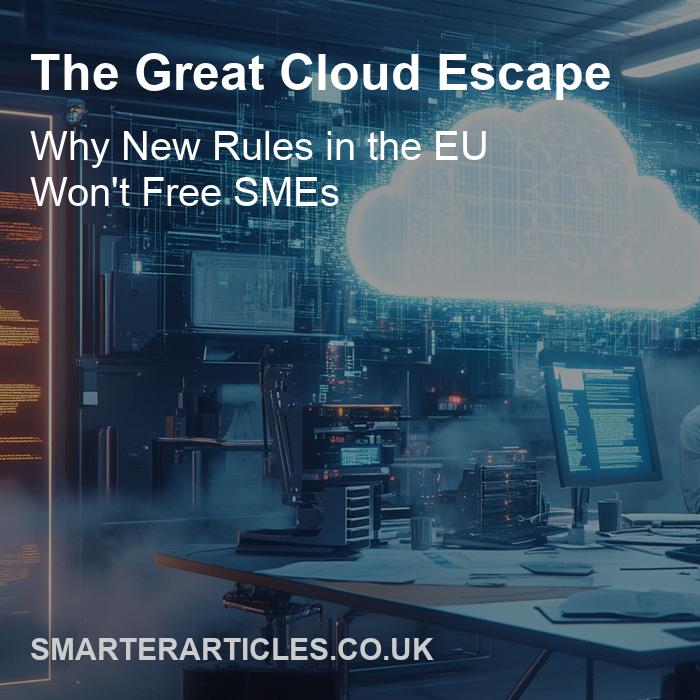 The Great Cloud Escape
Why New Rules in the EU
Won't Free SMEs
SMARTERARTICLES.CO.UK